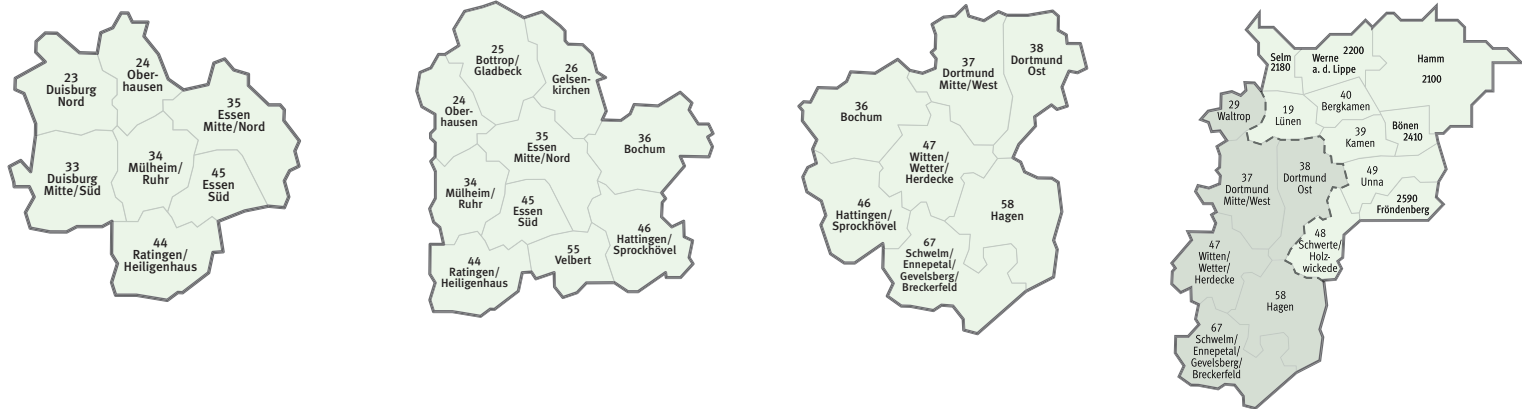 23
Duisburg
Nord
24
Ober-
hausen
35
Essen
Mitte/Nord
33
Duisburg
Mitte/Süd
34
Mülheim/
Ruhr
45
Essen
Süd
44
Ratingen/
Heiligenhaus
25
Bottrop/
Gladbeck
26
Gelsen-
kirchen
24
Ober-
hausen
35
Essen
Mitte/Nord
36
Bochum
34
Mülheim/
Ruhr
45
Essen
Süd
46
Hattingen/
Sprockhövel
55
Velbert
44
Ratingen/
Heiligenhaus
37
Dortmund
Mitte/West
38
Dortmund
Ost
36
Bochum
47
Witten/
Wetter/
Herdecke
46
Hattingen/
Sprockhövel
58
Hagen
67
Schwelm/
Ennepetal/
Gevelsberg/
Breckerfeld
Selm
2180
Werne 2200
a. d. Lippe
Hamm
2100
29
Waltrop
19
Lünen
40
Bergkamen
39
Kamen
Bönen
2410
37
Dortmund
Mitte/West
38
Dortmund
Ost
49
Unna
2590
Fröndenberg
48
Schwerte/
Holz-
wickede
47
Witten/
Wetter/
Herdecke
58
Hagen
67
Schwelm/
Ennepetal/
Gevelsberg/
Breckerfeld